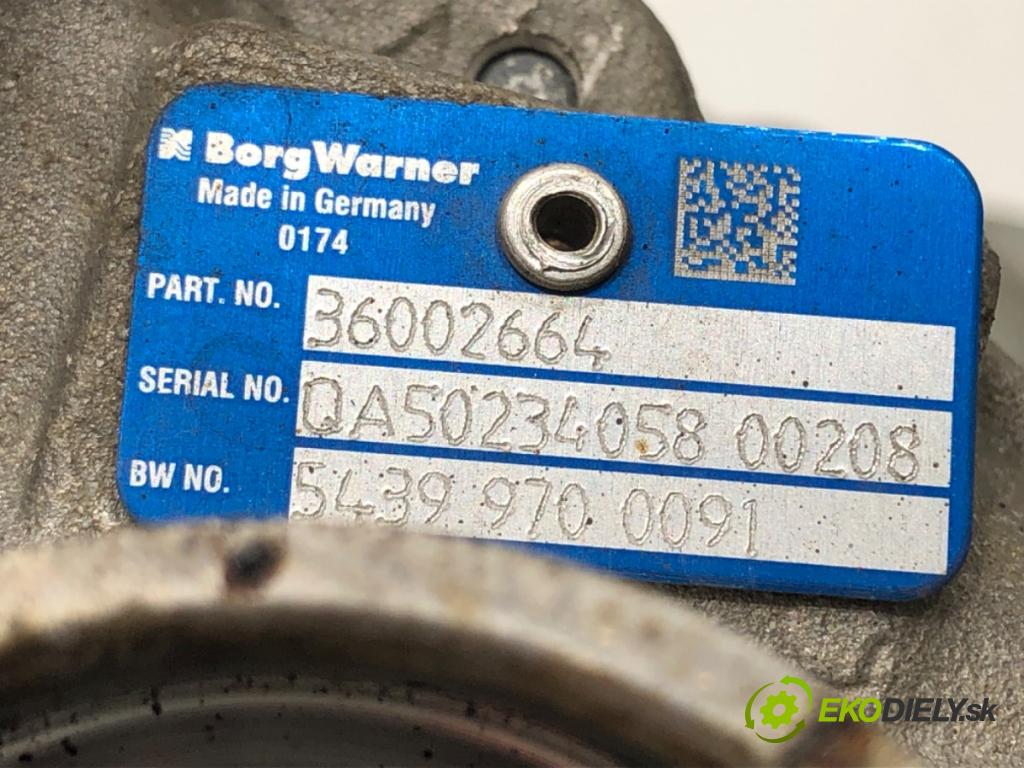 BorgWarner
Made in Germany
0174
PART. NO. 36002664
SERIAL NO. QA50234058 00208
BW NO. 5439 970 0091
EKODIELY.sk